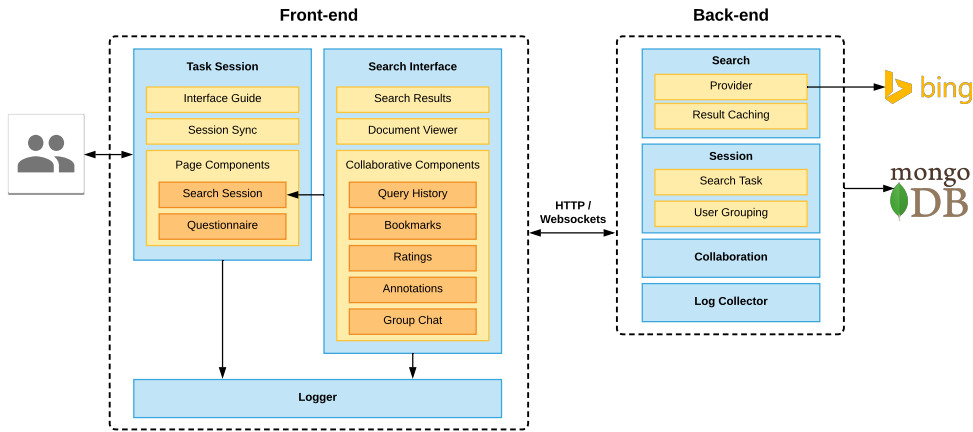 Front-end
Back-end
Task Session
Interface Guide
Session Sync
Page Components
Search Session
Questionnaire
Search Interface
Search Results
Document Viewer
Collaborative Components
Query History
Bookmarks
Ratings
Annotations
Group Chat
Logger
HTTP /
Websockets
Search
Provider
Result Caching
Session
Search Task
User Grouping
Collaboration
Log Collector
bing
mongo
DB